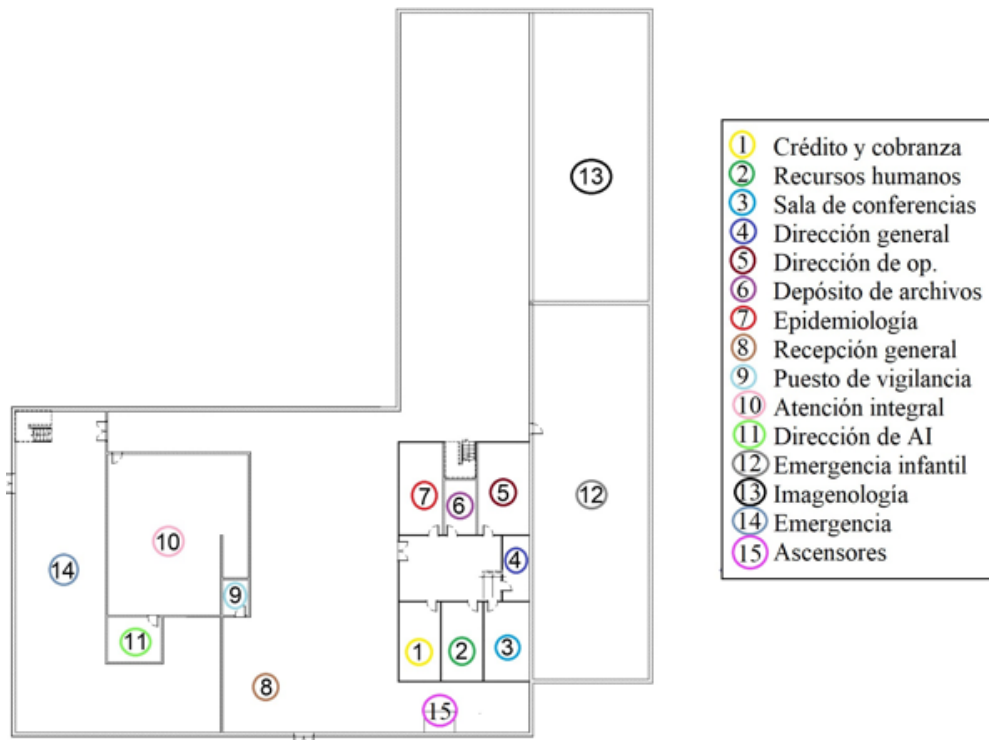 13
1 Crédito y cobranza
2 Recursos humanos
3 Sala de conferencias
4 Dirección general
5 Dirección de op.
6 Depósito de archivos
7 Epidemiología
8 Recepción general
9 Puesto de vigilancia
10 Atención integral
11 Dirección de AI
12 Emergencia infantil
13 Imagenología
14 Emergencia
15 Ascensores
7
6
5
12
10
14
4
9
11
1
2
3
8
15